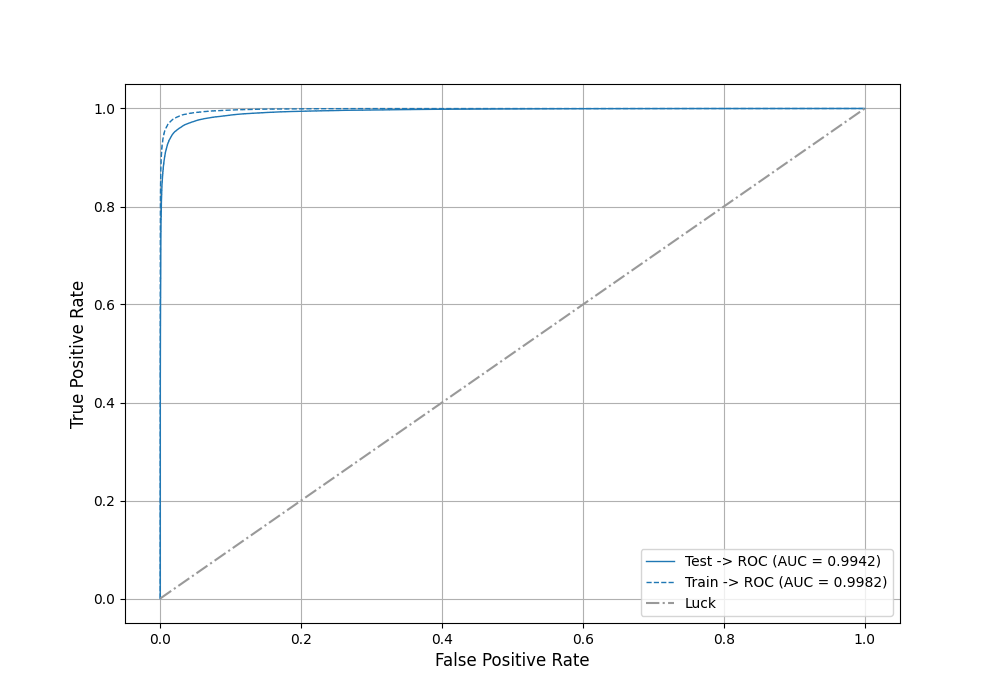 1.0
0.8
0.6
0.4
0.2
0.0
True Positive Rate
Test -> ROC (AUC = 0.9942)
Train -> ROC (AUC = 0.9982)
Luck
0.0 0.2 0.4 0.6 0.8 1.0
False Positive Rate